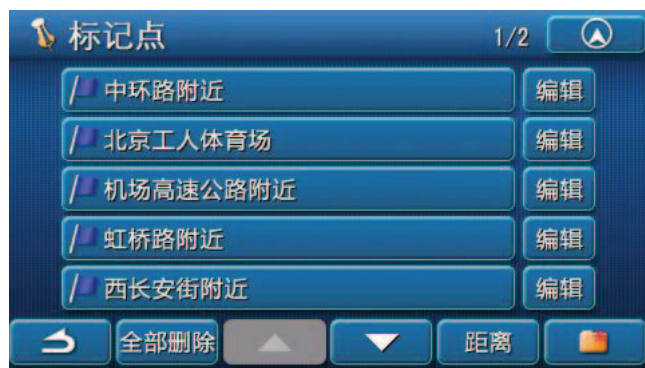 标记点 1/2
中环路附近 编辑
北京工人体育场 编辑
机场高速公路附近 编辑
虹桥路附近 编辑
西长安街附近 编辑
全部删除 距离